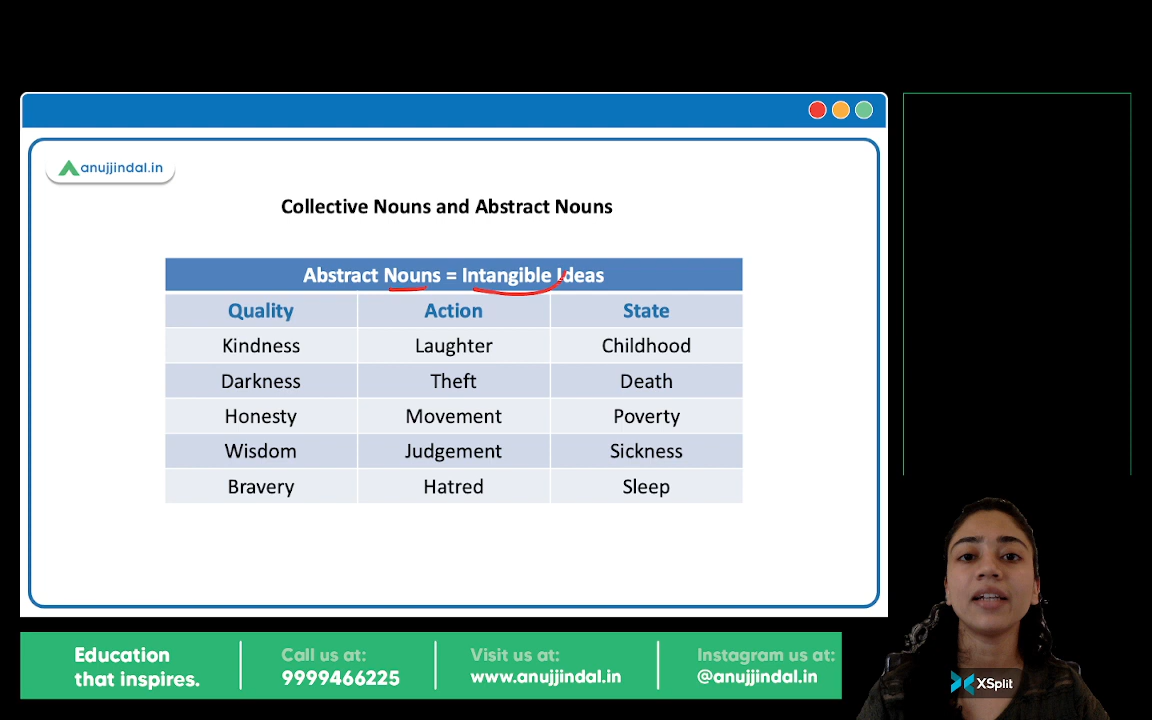 anujjindal.in
Collective Nouns and Abstract Nouns
Abstract Nouns = Intangible Ideas
Quality Action State
Kindness Laughter Childhood
Darkness Theft Death
Honesty Movement Poverty
Wisdom Judgement Sickness
Bravery Hatred Sleep
Education
that inspires.
Call us at:
9999466225
Visit us at:
www.anujjindal.in
Instagram us at:
@anujjindal.in
XSplit